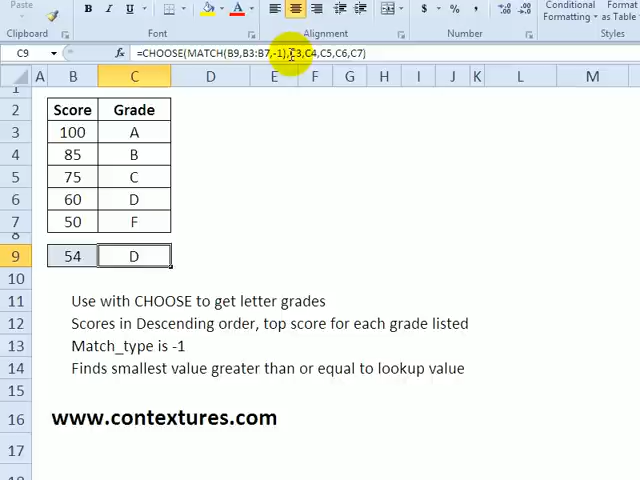 Paste
B I U A
Conditional Formatting
Format
Styles
Clipboard Font Alignment Number
C9 fx =CHOOSE(MATCH(B9,B3:B7,-1),C3,C4,C5,C6,C7)
A B C D E F G H I J K L M
1
2 Score Grade
3 100 A
4 85 B
5 75 C
6 60 D
7 50 F
8
9 54 D
10
11 Use with CHOOSE to get letter grades
12 Scores in Descending order, top score for each grade listed
13 Match_type is -1
14 Finds smallest value greater than or equal to lookup value
15
16 www.contextures.com
17